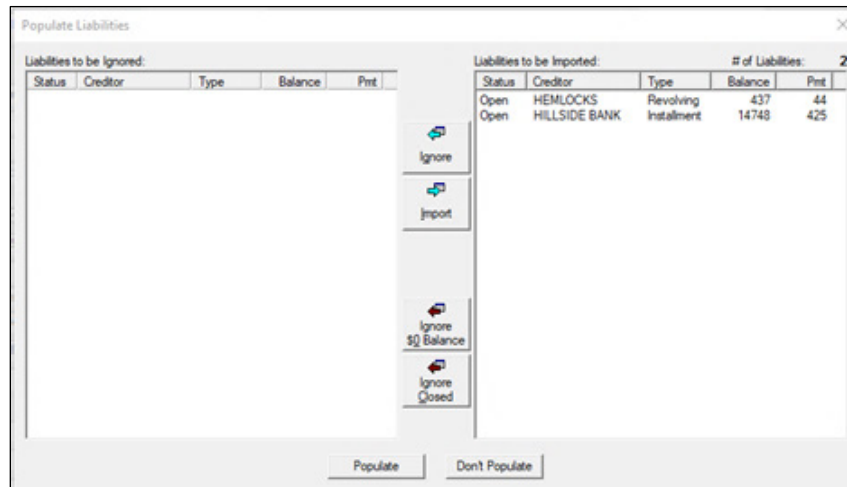 Populate Liabilities
Liabilities to be Ignored:
Status Creditor Type Balance Pmt
Ignore
Import
Ignore
$0 Balance
Ignore
Closed
Liabilities to be Imported: # of Liabilities: 2
Status Creditor Type Balance Pmt
Open HEMLOCKS Revolving 437 44
Open HILLSIDE BANK Installment 14748 425
Populate Don't Populate